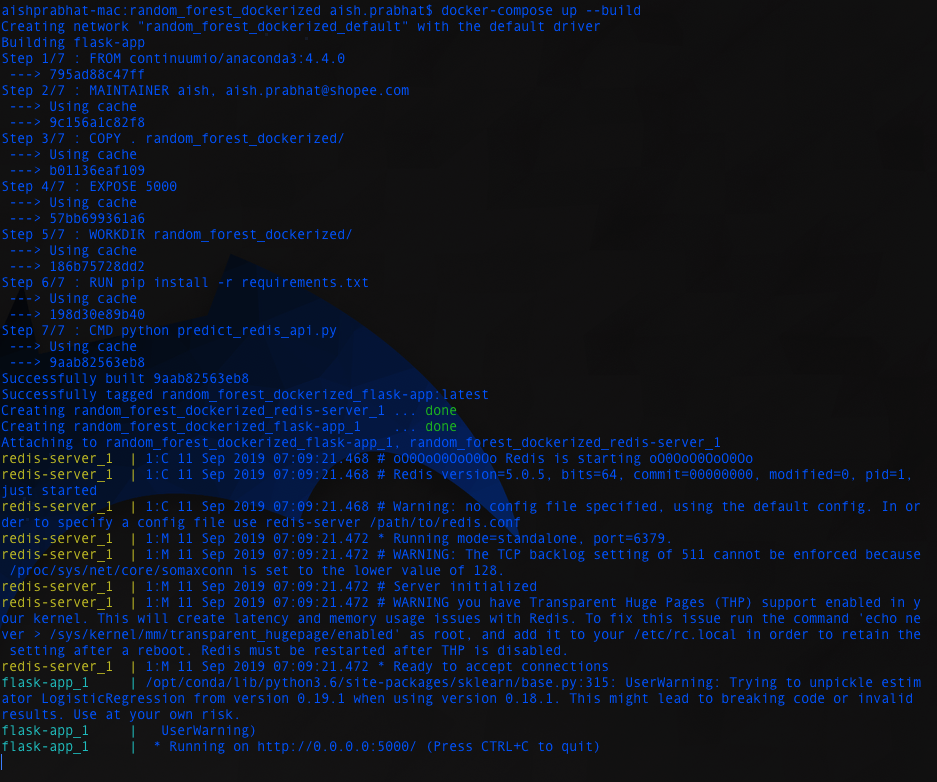 aishprabhat-mac:random_forest_dockerized aish.prabhat$ docker-compose up --build
Creating network "random_forest_dockerized_default" with the default driver
Building flask-app
Step 1/7 : FROM continuumio/anaconda3:4.4.0
 ---> 795ad88c47ff
Step 2/7 : MAINTAINER aish, aish.prabhat@shopee.com
 ---> Using cache
 ---> 9c156a1c82f8
Step 3/7 : COPY . random_forest_dockerized/
 ---> Using cache
 ---> b01136eaf109
Step 4/7 : EXPOSE 5000
 ---> Using cache
 ---> 57bb699361a6
Step 5/7 : WORKDIR random_forest_dockerized/
 ---> Using cache
 ---> 186b75728dd2
Step 6/7 : RUN pip install -r requirements.txt
 ---> Using cache
 ---> 198d30e89b40
Step 7/7 : CMD python predict_redis_api.py
 ---> Using cache
 ---> 9aab82563eb8
Successfully built 9aab82563eb8
Successfully tagged random_forest_dockerized_flask-app:latest
Creating random_forest_dockerized_redis-server_1 ... done
Creating random_forest_dockerized_flask-app_1    ... done
Attaching to random_forest_dockerized_flask-app_1, random_forest_dockerized_redis-server_1
redis-server_1  | 1:C 11 Sep 2019 07:09:21.468 # oO0OoO0OoO0Oo Redis is starting oO0OoO0OoO0Oo
redis-server_1  | 1:C 11 Sep 2019 07:09:21.468 # Redis version=5.0.5, bits=64, commit=00000000, modified=0, pid=1,
just started
redis-server_1  | 1:C 11 Sep 2019 07:09:21.468 # Warning: no config file specified, using the default config. In or
der to specify a config file use redis-server /path/to/redis.conf
redis-server_1  | 1:M 11 Sep 2019 07:09:21.472 * Running mode=standalone, port=6379.
redis-server_1  | 1:M 11 Sep 2019 07:09:21.472 # WARNING: The TCP backlog setting of 511 cannot be enforced because
 /proc/sys/net/core/somaxconn is set to the lower value of 128.
redis-server_1  | 1:M 11 Sep 2019 07:09:21.472 # Server initialized
redis-server_1  | 1:M 11 Sep 2019 07:09:21.472 # WARNING you have Transparent Huge Pages (THP) support enabled in y
our kernel. This will create latency and memory usage issues with Redis. To fix this issue run the command 'echo ne
ver > /sys/kernel/mm/transparent_hugepage/enabled' as root, and add it to your /etc/rc.local in order to retain the
 setting after a reboot. Redis must be restarted after THP is disabled.
redis-server_1  | 1:M 11 Sep 2019 07:09:21.472 * Ready to accept connections
flask-app_1     | /opt/conda/lib/python3.6/site-packages/sklearn/base.py:315: UserWarning: Trying to unpickle estim
ator LogisticRegression from version 0.19.1 when using version 0.18.1. This might lead to breaking code or invalid
results. Use at your own risk.
flask-app_1     |   UserWarning)
flask-app_1     |  * Running on http://0.0.0.0:5000/ (Press CTRL+C to quit)